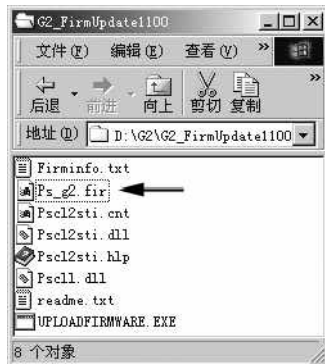 G2_FirmUpdate1100
文件(F) 编辑(E) 查看(V) »
后退 前进 向上 剪切 复制 »
地址(D) D:\G2\G2_FirmUpdate1100
Firminfo.txt
Ps_g2.fir
Pscl2sti.cnt
Pscl2sti.dll
Pscl2sti.hlp
Pscll.dll
readme.txt
UPLOADFIRMWARE.EXE
8 个对象